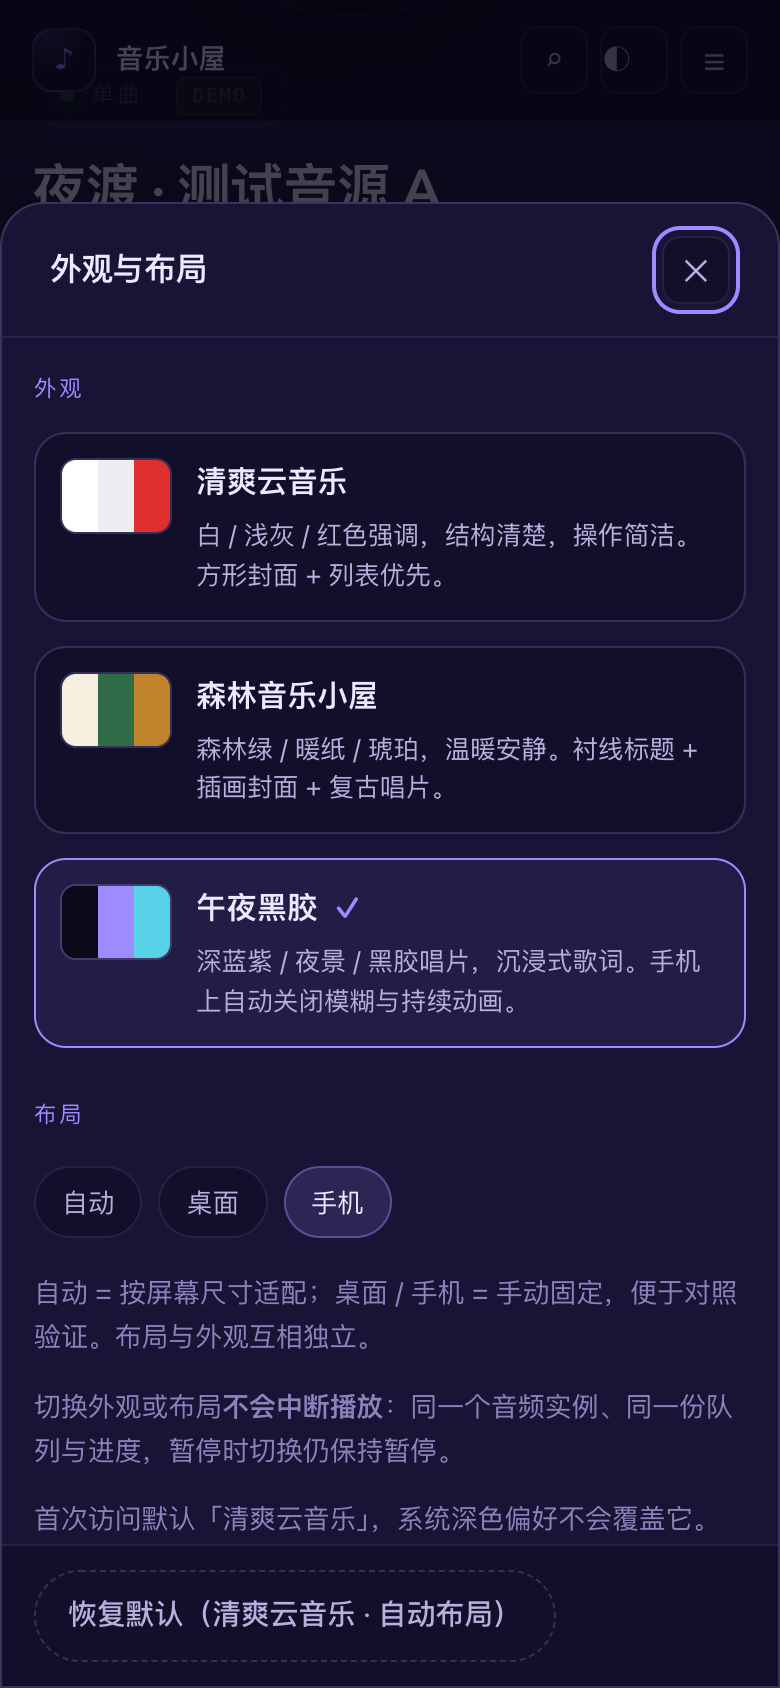 音乐小屋
单曲 DEMO
夜渡 · 测试音源 A
外观与布局
外观
清爽云音乐
白 / 浅灰 / 红色强调，结构清楚，操作简洁。
方形封面 + 列表优先。
森林音乐小屋
森林绿 / 暖纸 / 琥珀，温暖安静。衬线标题 +
插画封面 + 复古唱片。
午夜黑胶 ✓
深蓝紫 / 夜景 / 黑胶唱片，沉浸式歌词。手机
上自动关闭模糊与持续动画。
布局
自动 桌面 手机
自动 = 按屏幕尺寸适配；桌面 / 手机 = 手动固定，便于对照
验证。布局与外观互相独立。
切换外观或布局不会中断播放：同一个音频实例、同一份队
列与进度，暂停时切换仍保持暂停。
首次访问默认「清爽云音乐」，系统深色偏好不会覆盖它。
恢复默认（清爽云音乐 · 自动布局）